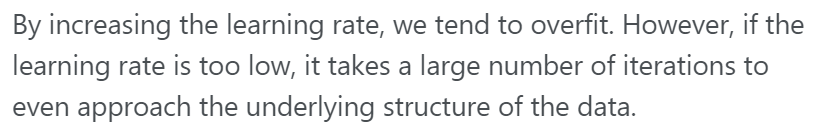 By increasing the learning rate, we tend to overfit. However, if the
learning rate is too low, it takes a large number of iterations to
even approach the underlying structure of the data.